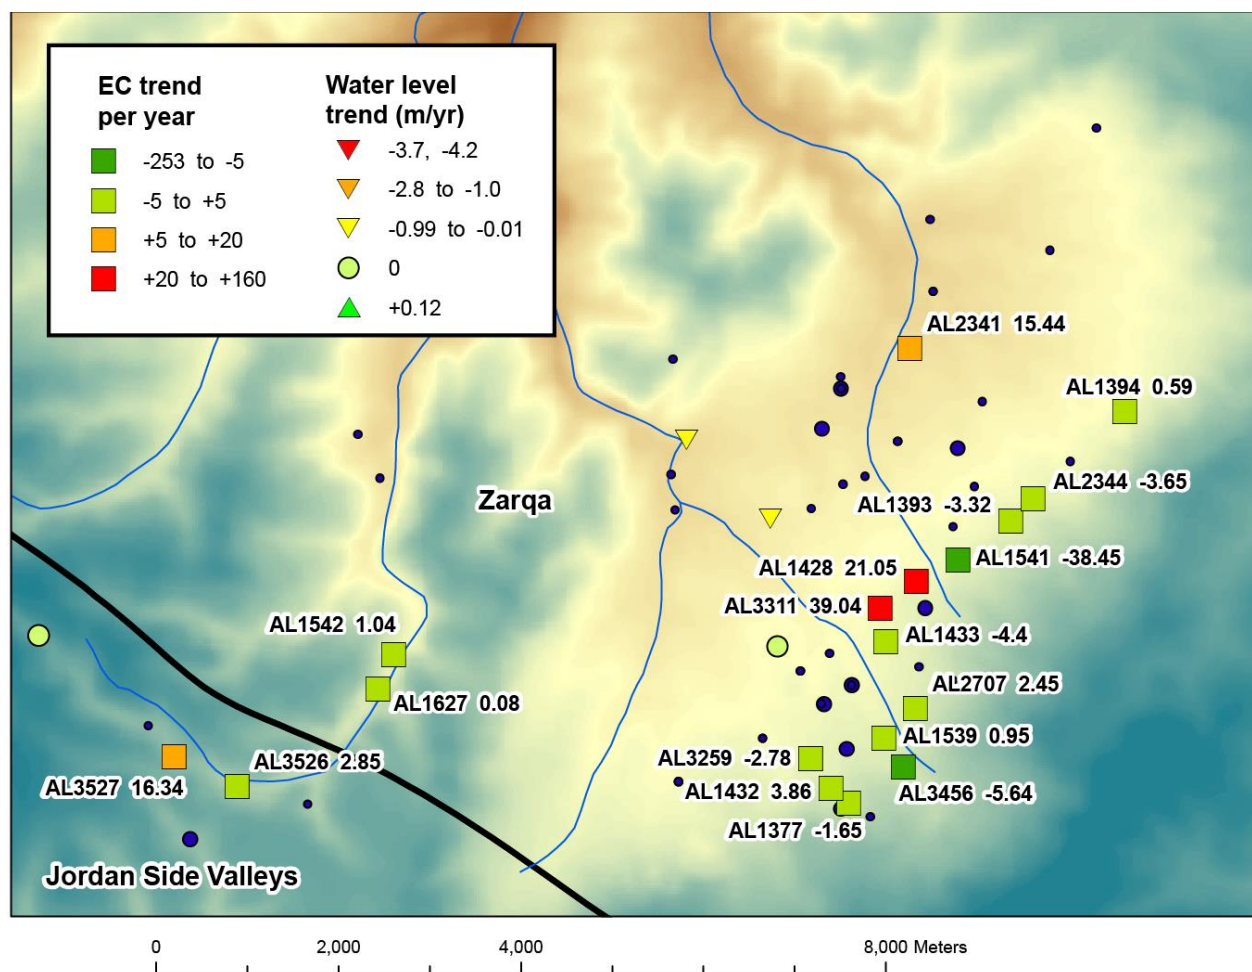 EC trend
per year
-253 to -5
-5 to +5
+5 to +20
+20 to +160
Water level
trend (m/yr)
-3.7, -4.2
-2.8 to -1.0
-0.99 to -0.01
0
+0.12
AL2341 15.44
AL1394 0.59
AL2344 -3.65
Zarqa
AL1393 -3.32
AL1541 -38.45
AL1428 21.05
AL3311 39.04
AL1542 1.04
AL1433 -4.4
AL2707 2.45
AL1627 0.08
AL1539 0.95
AL3526 2.85
AL3259 -2.78
AL3527 16.34
AL1432 3.86
AL3456 -5.64
AL1377 -1.65
Jordan Side Valleys
0 2,000 4,000 8,000 Meters